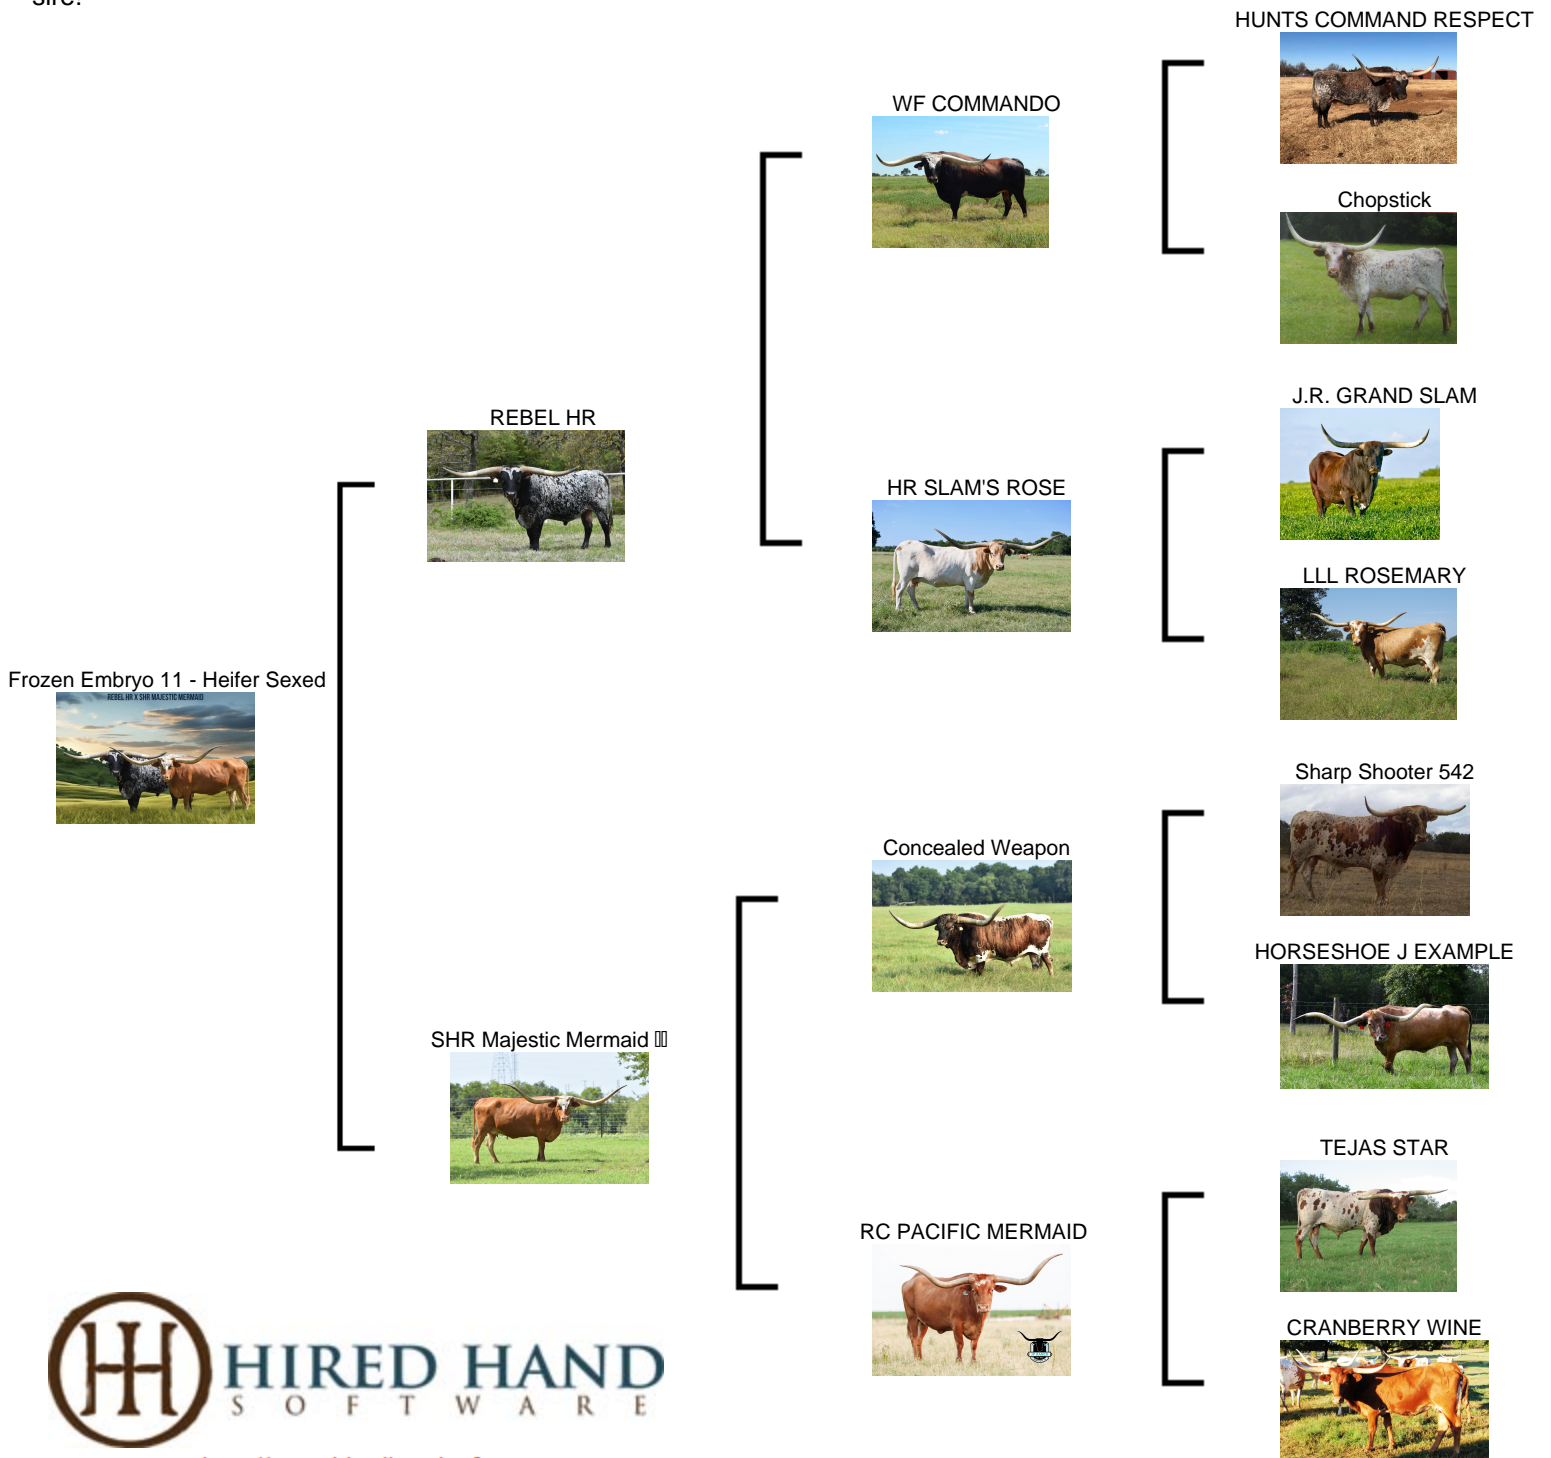 sire.
HUNTS COMMAND RESPECT
WF COMMANDO
Chopstick
J.R. GRAND SLAM
REBEL HR
HR SLAM'S ROSE
LLL ROSEMARY
Frozen Embryo 11 - Heifer Sexed
REBEL HR X SHR MAJESTIC MERMAID
Sharp Shooter 542
Concealed Weapon
HORSESHOE J EXAMPLE
SHR Majestic Mermaid
TEJAS STAR
RC PACIFIC MERMAID
CRANBERRY WINE
HIRED HAND
SOFTWARE